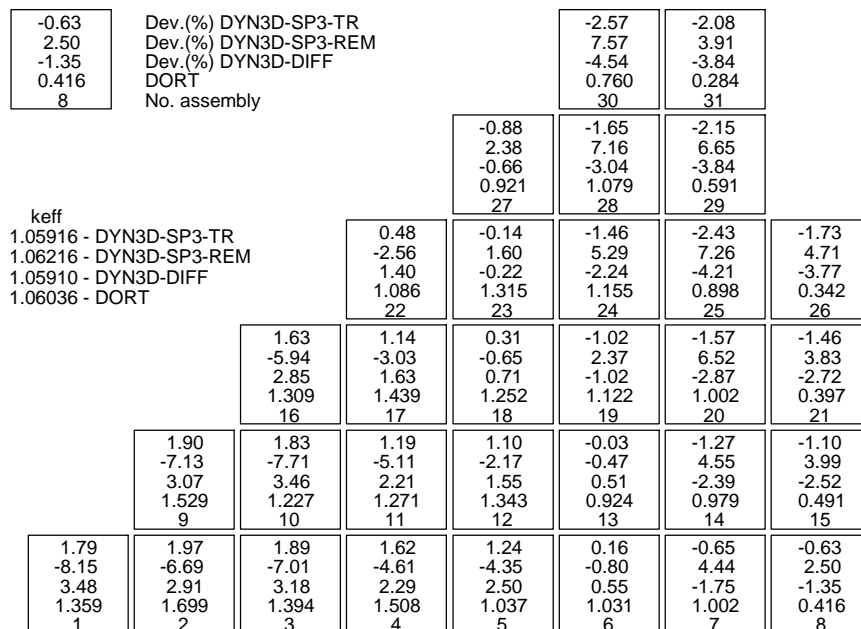 -0.63 Dev.(%) DYN3D-SP3-TR -2.57 -2.08
2.50 Dev.(%) DYN3D-SP3-REM 7.57 3.91
-1.35 Dev.(%) DYN3D-DIFF -4.54 -3.84
0.416 DORT 0.760 0.284
8 No. assembly 30 31
-0.88 -1.65 -2.15
2.38 7.16 6.65
-0.66 -3.04 -3.84
0.921 1.079 0.591
27 28 29
keff
1.05916 - DYN3D-SP3-TR 0.48 -0.14 -1.46 -2.43 -1.73
1.06216 - DYN3D-SP3-REM -2.56 1.60 5.29 7.26 4.71
1.05910 - DYN3D-DIFF 1.40 -0.22 -2.24 -4.21 -3.77
1.06036 - DORT 1.086 1.315 1.155 0.898 0.342
22 23 24 25 26
1.63 1.14 0.31 -1.02 -1.57 -1.46
-5.94 -3.03 -0.65 2.37 6.52 3.83
2.85 1.63 0.71 -1.02 -2.87 -2.72
1.309 1.439 1.252 1.122 1.002 0.397
16 17 18 19 20 21
1.90 1.83 1.19 1.10 -0.03 -1.27 -1.10
-7.13 -7.71 -5.11 -2.17 -0.47 4.55 3.99
3.07 3.46 2.21 1.55 0.51 -2.39 -2.52
1.529 1.227 1.271 1.343 0.924 0.979 0.491
9 10 11 12 13 14 15
1.79 1.97 1.89 1.62 1.24 0.16 -0.65 -0.63
-8.15 -6.69 -7.01 -4.61 -4.35 -0.80 4.44 2.50
3.48 2.91 3.18 2.29 2.50 0.55 -1.75 -1.35
1.359 1.699 1.394 1.508 1.037 1.031 1.002 0.416
1 2 3 4 5 6 7 8